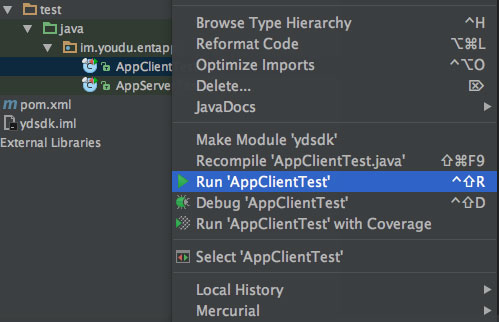 test
java
im.youdu.entapp
AppClient
AppServer
pom.xml
ydsdk.iml
External Libraries
Browse Type Hierarchy ^H
Reformat Code ⌥⌘L
Optimize Imports ^⌥O
Delete... ⌦
JavaDocs
Make Module 'ydsdk'
Recompile 'AppClientTest.java' ⇧⌘F9
Run 'AppClientTest' ^⇧R
Debug 'AppClientTest' ^⇧D
Run 'AppClientTest' with Coverage
Select 'AppClientTest'
Local History
Mercurial